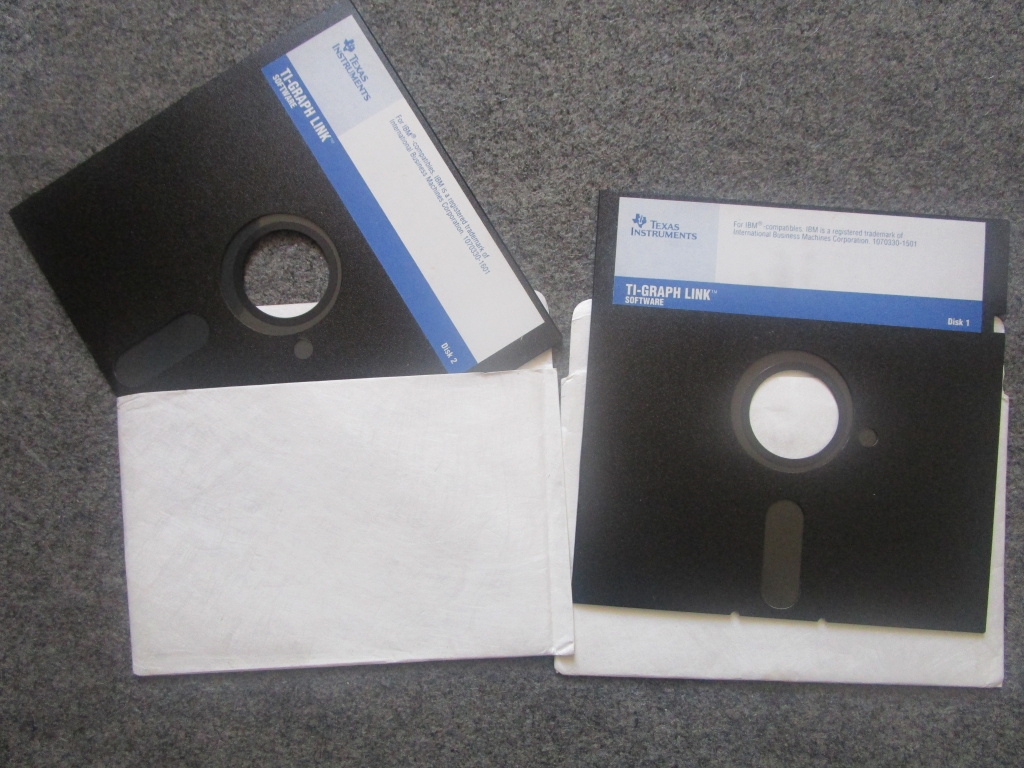 TEXAS
INSTRUMENTS
For IBM® -compatibles. IBM is a registered trademark of
International Business Machines Corporation. 1070330-1601
TI-GRAPH LINK™
SOFTWARE
Disk 2
TEXAS
INSTRUMENTS
For IBM® -compatibles. IBM is a registered trademark of
International Business Machines Corporation. 1070330-1501
TI-GRAPH LINK™
SOFTWARE
Disk 1